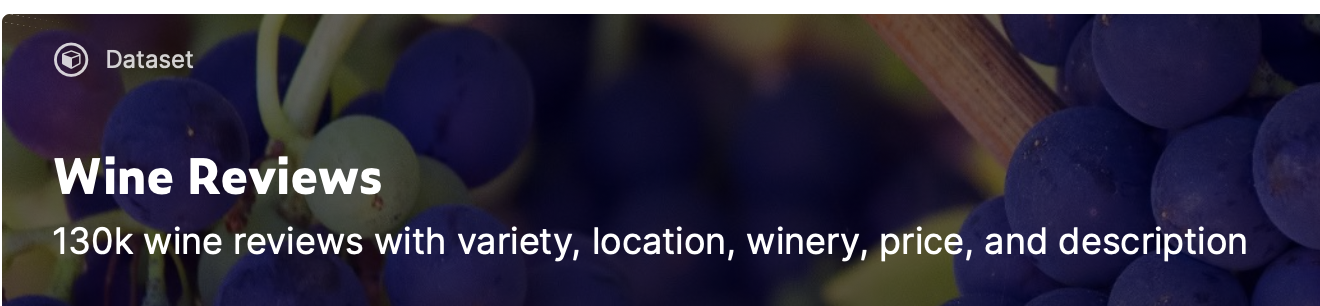 Dataset
Wine Reviews
130k wine reviews with variety, location, winery, price, and description